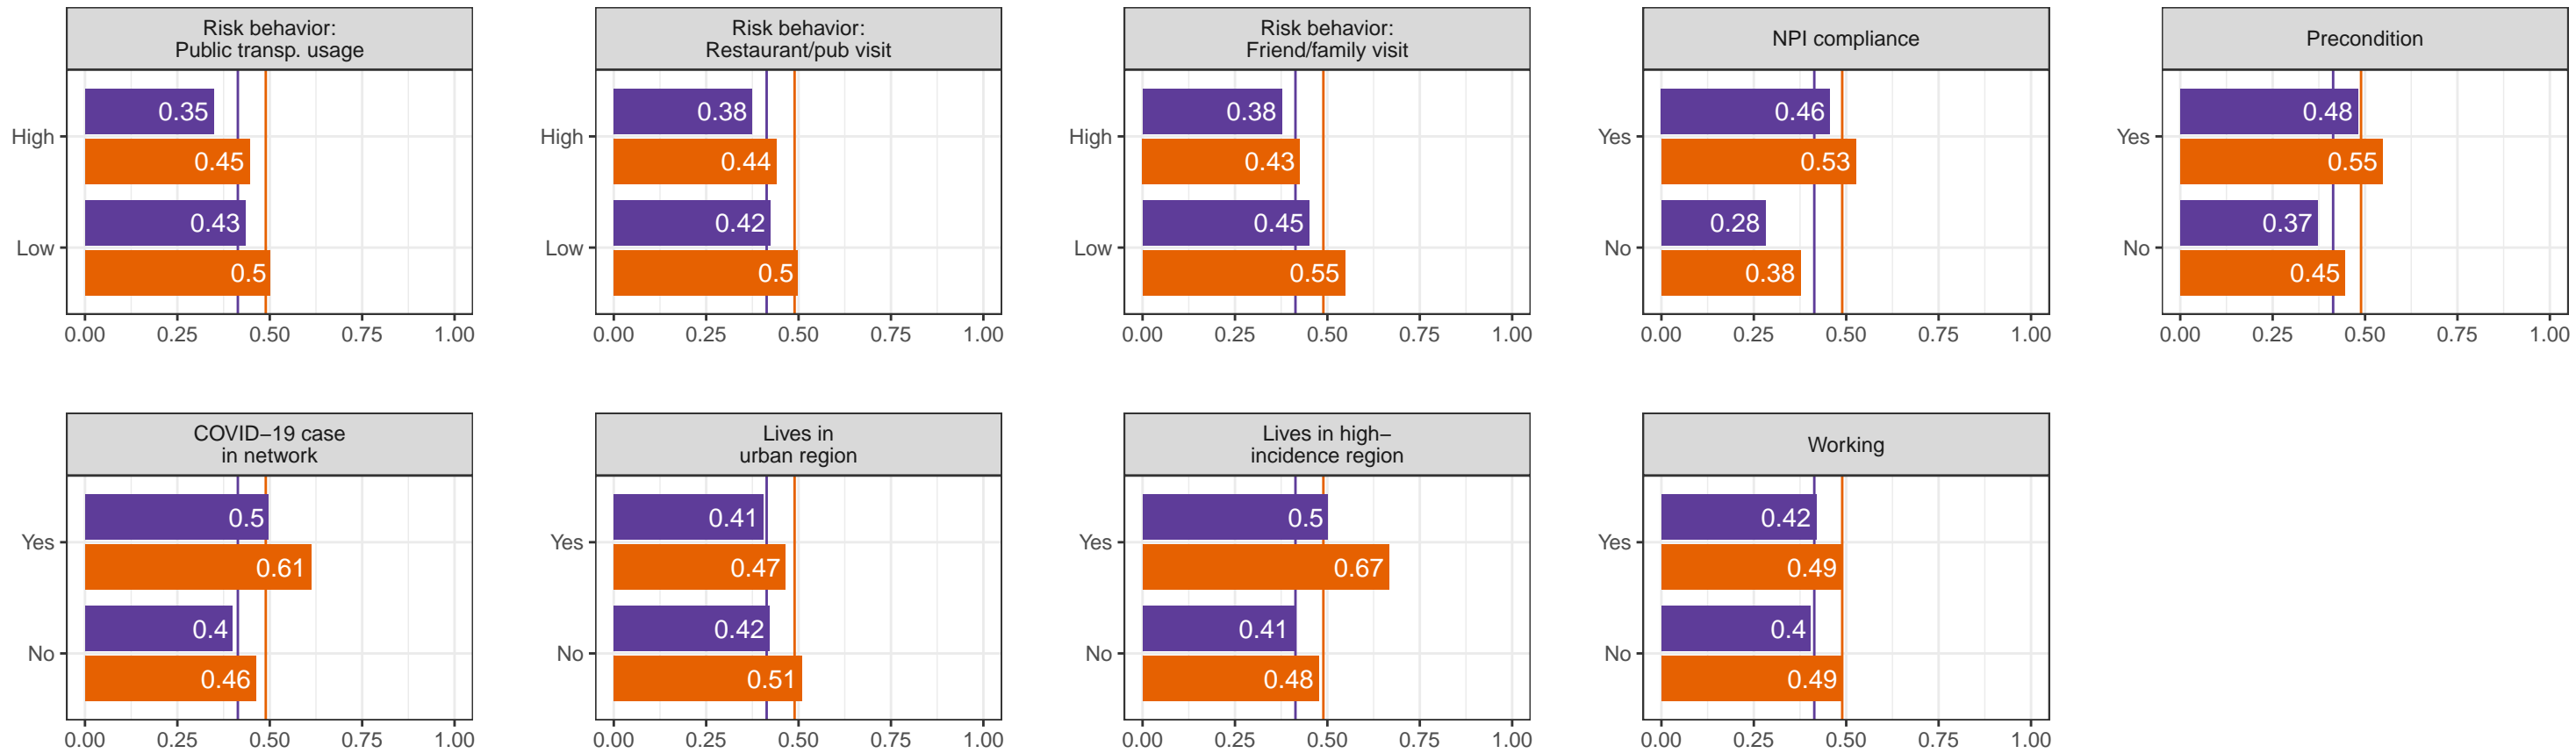 Risk behavior:
Public transp. usage
High
Low
0.35
0.45
0.43
0.5
0.00 0.25 0.50 0.75 1.00
Risk behavior:
Restaurant/pub visit
High
Low
0.38
0.44
0.42
0.5
0.00 0.25 0.50 0.75 1.00
Risk behavior:
Friend/family visit
High
Low
0.38
0.43
0.45
0.55
0.00 0.25 0.50 0.75 1.00
NPI compliance
Yes
No
0.46
0.53
0.28
0.38
0.00 0.25 0.50 0.75 1.00
Precondition
Yes
No
0.48
0.55
0.37
0.45
0.00 0.25 0.50 0.75 1.00
COVID−19 case
in network
Yes
No
0.5
0.61
0.4
0.46
0.00 0.25 0.50 0.75 1.00
Lives in
urban region
Yes
No
0.41
0.47
0.42
0.51
0.00 0.25 0.50 0.75 1.00
Lives in high−
incidence region
Yes
No
0.5
0.67
0.41
0.48
0.00 0.25 0.50 0.75 1.00
Working
Yes
No
0.42
0.49
0.4
0.49
0.00 0.25 0.50 0.75 1.00